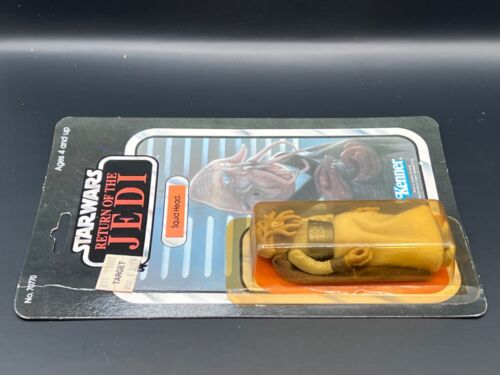 Ages 4 and up
STAR WARS
RETURN OF THE
JEDI
Squid Head
Kenner
TARGET
No. 70770